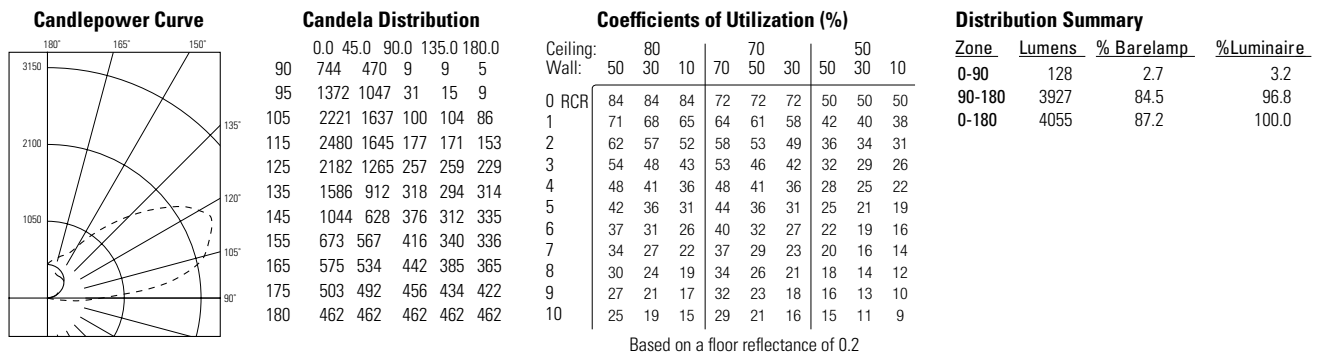 Candlepower Curve
180˚ 165˚ 150˚
3150
135˚
2100
120˚
1050
105˚
90˚
Candela Distribution
0.0 45.0 90.0 135.0 180.0
90 744 470 9 9 5
95 1372 1047 31 15 9
105 2221 1637 100 104 86
115 2480 1645 177 171 153
125 2182 1265 257 259 229
135 1586 912 318 294 314
145 1044 628 376 312 335
155 673 567 416 340 336
165 575 534 442 385 365
175 503 492 456 434 422
180 462 462 462 462 462
Coefficients of Utilization (%)
Ceiling: 80 70 50
Wall: 50 30 10 70 50 30 50 30 10
0 RCR 84 84 84 72 72 72 50 50 50
1 71 68 65 64 61 58 42 40 38
2 62 57 52 58 53 49 36 34 31
3 54 48 43 53 46 42 32 29 26
4 48 41 36 48 41 36 28 25 22
5 42 36 31 44 36 31 25 21 19
6 37 31 26 40 32 27 22 19 16
7 34 27 22 37 29 23 20 16 14
8 30 24 19 34 26 21 18 14 12
9 27 21 17 32 23 18 16 13 10
10 25 19 15 29 21 16 15 11 9
Based on a floor reflectance of 0.2
Distribution Summary
Zone Lumens % Barelamp %Luminaire
0-90 128 2.7 3.2
90-180 3927 84.5 96.8
0-180 4055 87.2 100.0